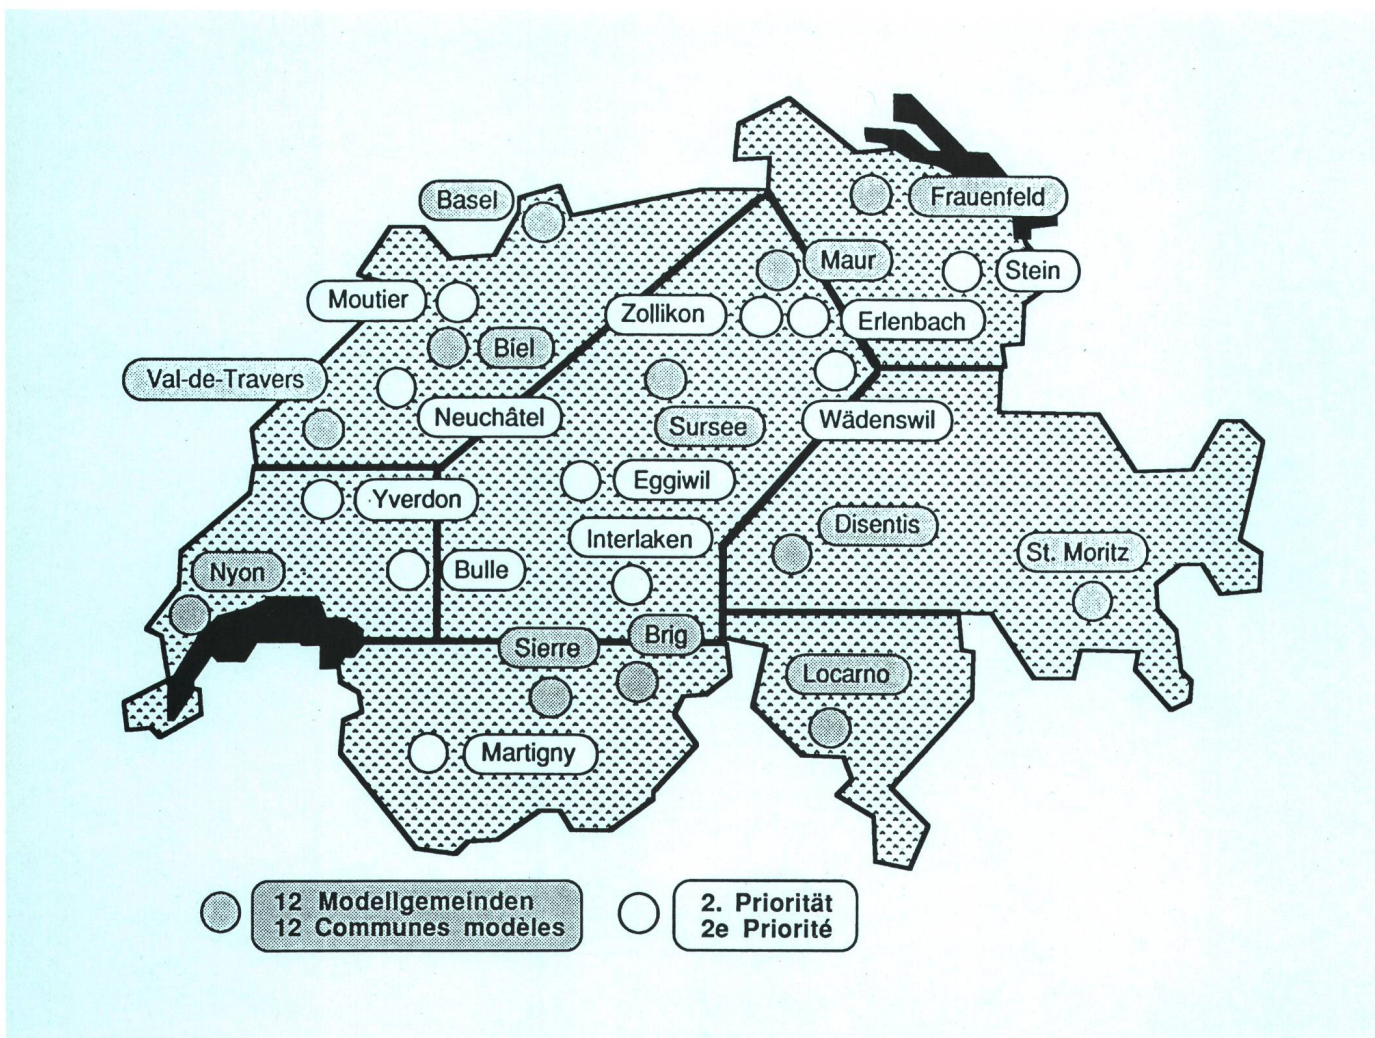 Basel
Frauenfeld
Maur
Stein
Moutier
Zollikon
Erlenbach
Biel
Val-de-Travers
Neuchâtel
Sursee
Wädenswil
Eggiwil
Yverdon
Interlaken
Disentis
St. Moritz
Nyon
Bulle
Sierre
Brig
Locarno
Martigny
12 Modellgemeinden
12 Communes modèles
2. Priorität
2e Priorité